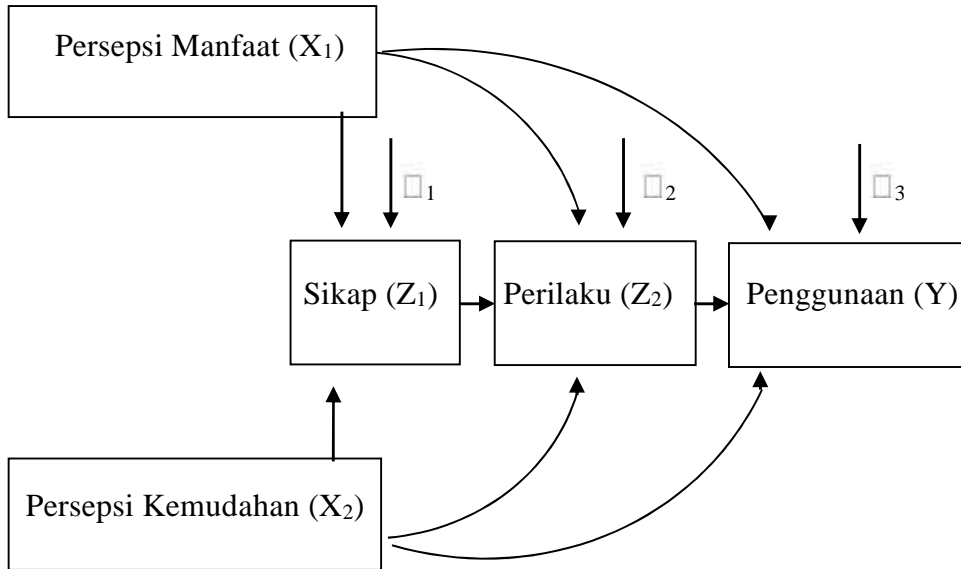 Persepsi Manfaat (X₁)
□₁
□₂
□₃
Sikap (Z₁)
Perilaku (Z₂)
Penggunaan (Y)
Persepsi Kemudahan (X₂)